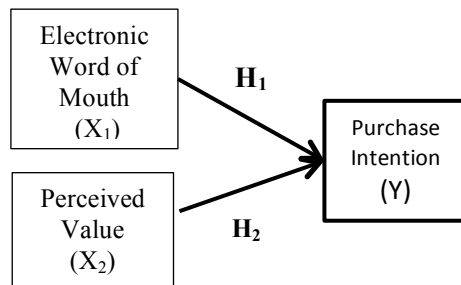 Electronic
Word of
Mouth
(X₁)
H₁
Purchase
Intention
(Y)
Perceived
Value
(X₂)
H₂